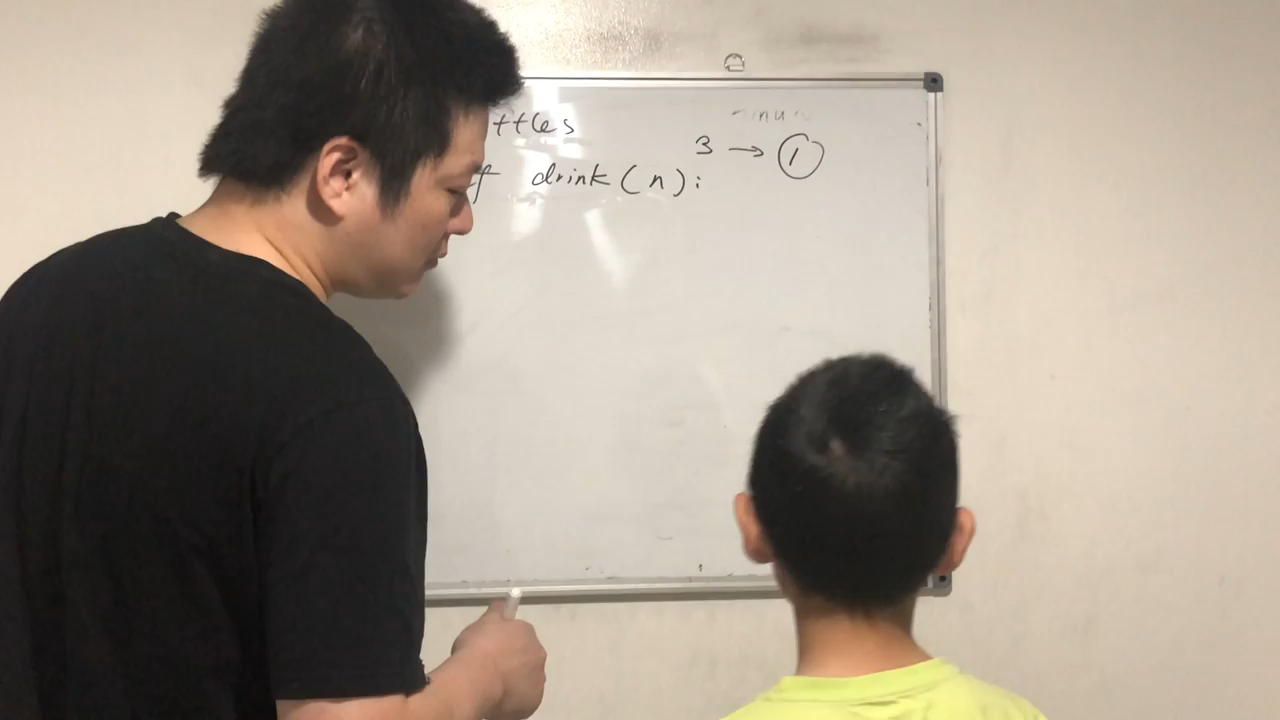 ttles
3 → ①
f drink(n):